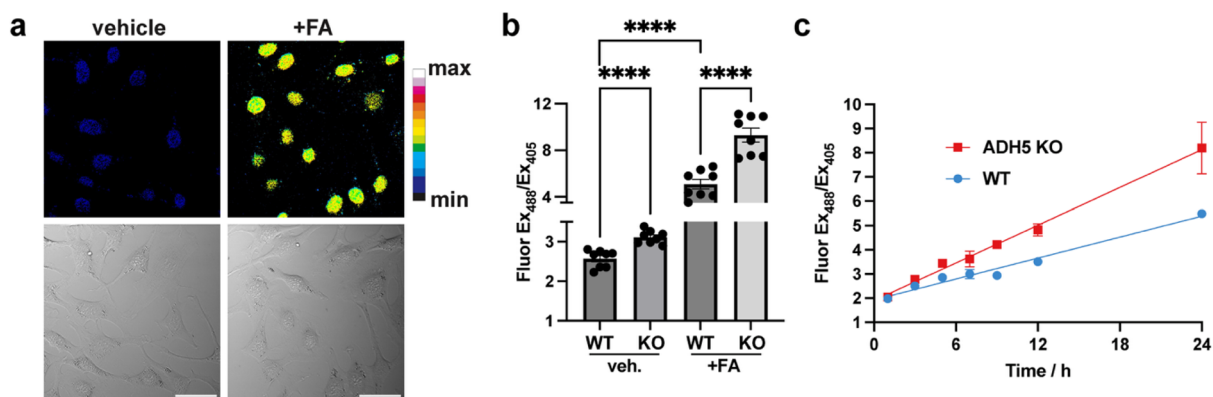 a
vehicle
+FA
max
min
b
****
**** ****
Fluor Ex488/Ex405
12
8
4
3
2
1
WT KO WT KO
veh. +FA
c
Fluor Ex488/Ex405
10
9
8
7
6
5
4
3
2
1
ADH5 KO
WT
0 6 12 18 24
Time / h